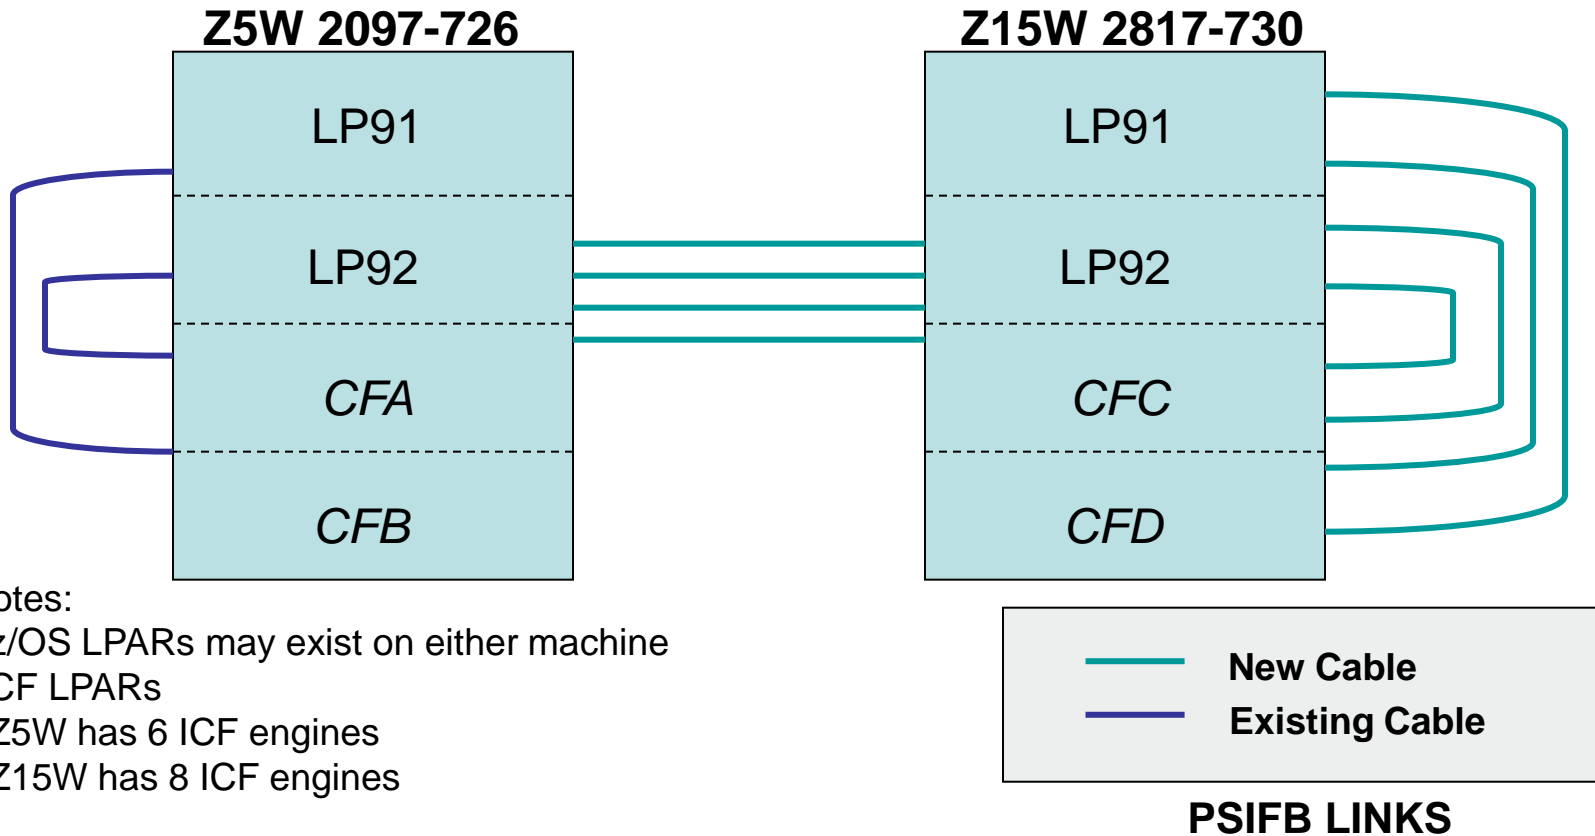 Z5W 2097-726
Z15W 2817-730
LP91
LP92
CFA
CFB
LP91
LP92
CFC
CFD
otes:
z/OS LPARs may exist on either machine
CF LPARs
Z5W has 6 ICF engines
Z15W has 8 ICF engines
New Cable
Existing Cable
PSIFB LINKS